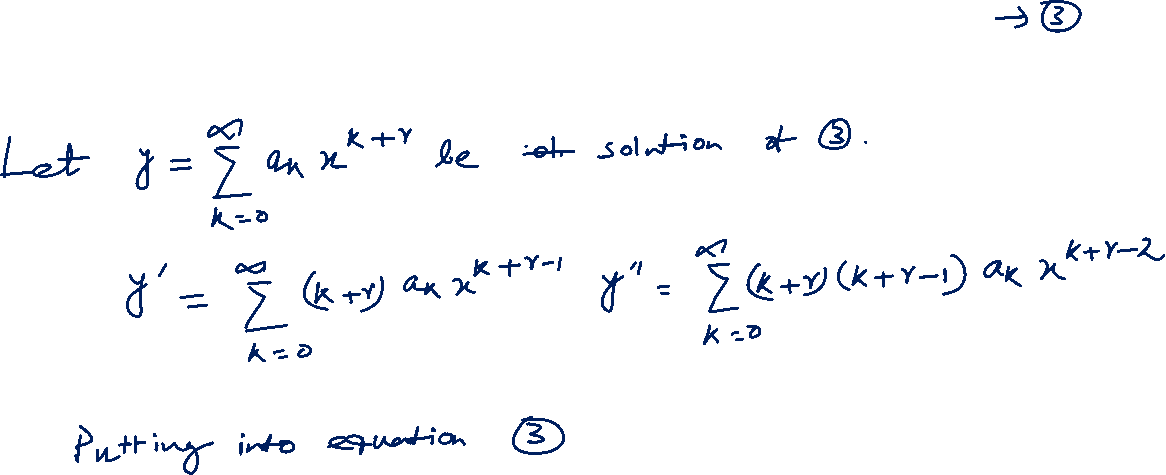 → ③
Let y = ∑_{k=0}^{∞} a_k x^{k+r} be solution of ③.
y' = ∑_{k=0}^{∞} (k+r) a_k x^{k+r-1} y'' = ∑_{k=0}^{∞} (k+r)(k+r-1) a_k x^{k+r-2}
Putting into equation ③